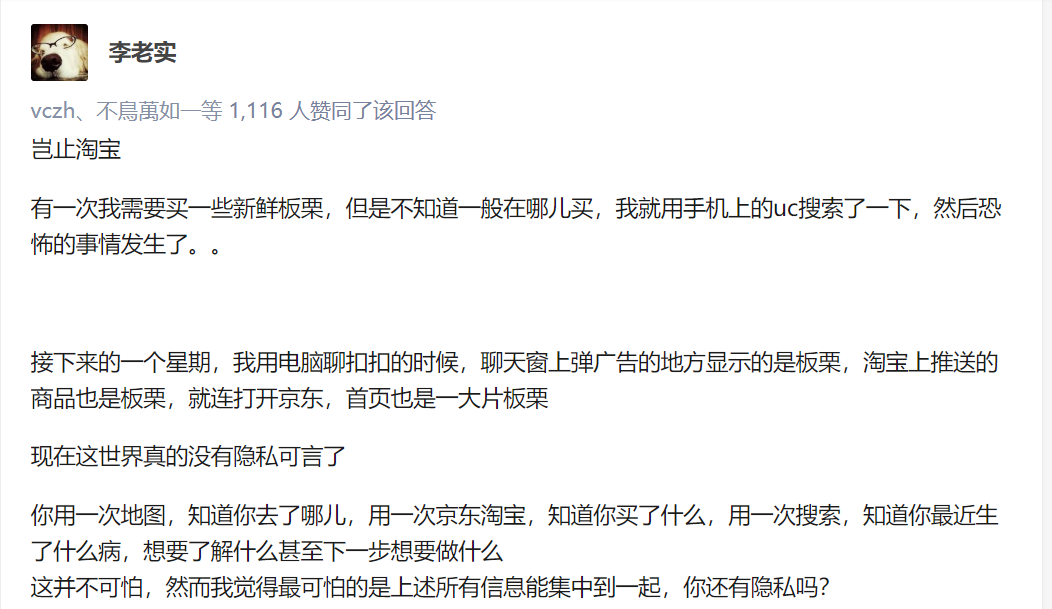 李老实
vczh、不鳥萬如一等 1,116 人赞同了该回答
岂止淘宝
有一次我需要买一些新鲜板栗，但是不知道一般在哪儿买，我就用手机上的uc搜索了一下，然后恐
怖的事情发生了。。
接下来的一个星期，我用电脑聊扣扣的时候，聊天窗上弹广告的地方显示的是板栗，淘宝上推送的
商品也是板栗，就连打开京东，首页也是一大片板栗
现在这世界真的没有隐私可言了
你用一次地图，知道你去了哪儿，用一次京东淘宝，知道你买了什么，用一次搜索，知道你最近生
了什么病，想要了解什么甚至下一步想要做什么
这并不可怕，然而我觉得最可怕的是上述所有信息能集中到一起，你还有隐私吗？